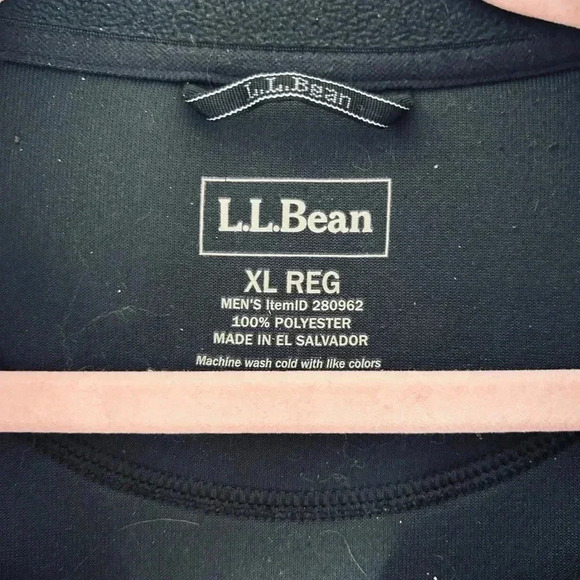 L.L.Bean
L.L.Bean
XL REG
MEN'S ItemID 280962
100% POLYESTER
MADE IN EL SALVADOR
Machine wash cold with like colors